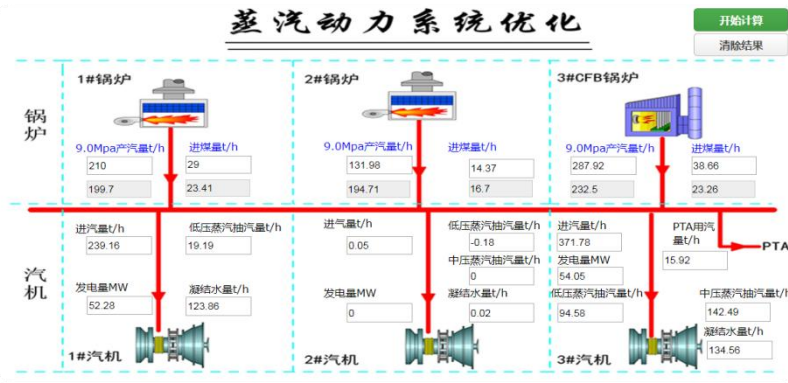 蒸汽动力系统优化
开始计算
清除结果
锅炉
1#锅炉
9.0Mpa产汽量t/h
进煤量t/h
210
29
199.7
23.41
2#锅炉
9.0Mpa产汽量t/h
进煤量t/h
131.98
14.37
194.71
16.7
3#CFB锅炉
9.0Mpa产汽量t/h
进煤量t/h
287.92
38.66
232.5
23.26
汽机
进汽量t/h
低压蒸汽抽汽量t/h
239.16
19.19
发电量MW
凝结水量t/h
52.28
123.86
1#汽机
进气量t/h
低压蒸汽抽汽量t/h
0.05
-0.18
中压蒸汽抽汽量t/h
0
发电量MW
凝结水量t/h
0
0.02
2#汽机
进汽量t/h
PTA用汽
量t/h
371.78
PTA
发电量MW
15.92
54.05
低压蒸汽抽汽量t/h
中压蒸汽抽汽量t/h
94.58
142.49
凝结水量t/h
134.56
3#汽机